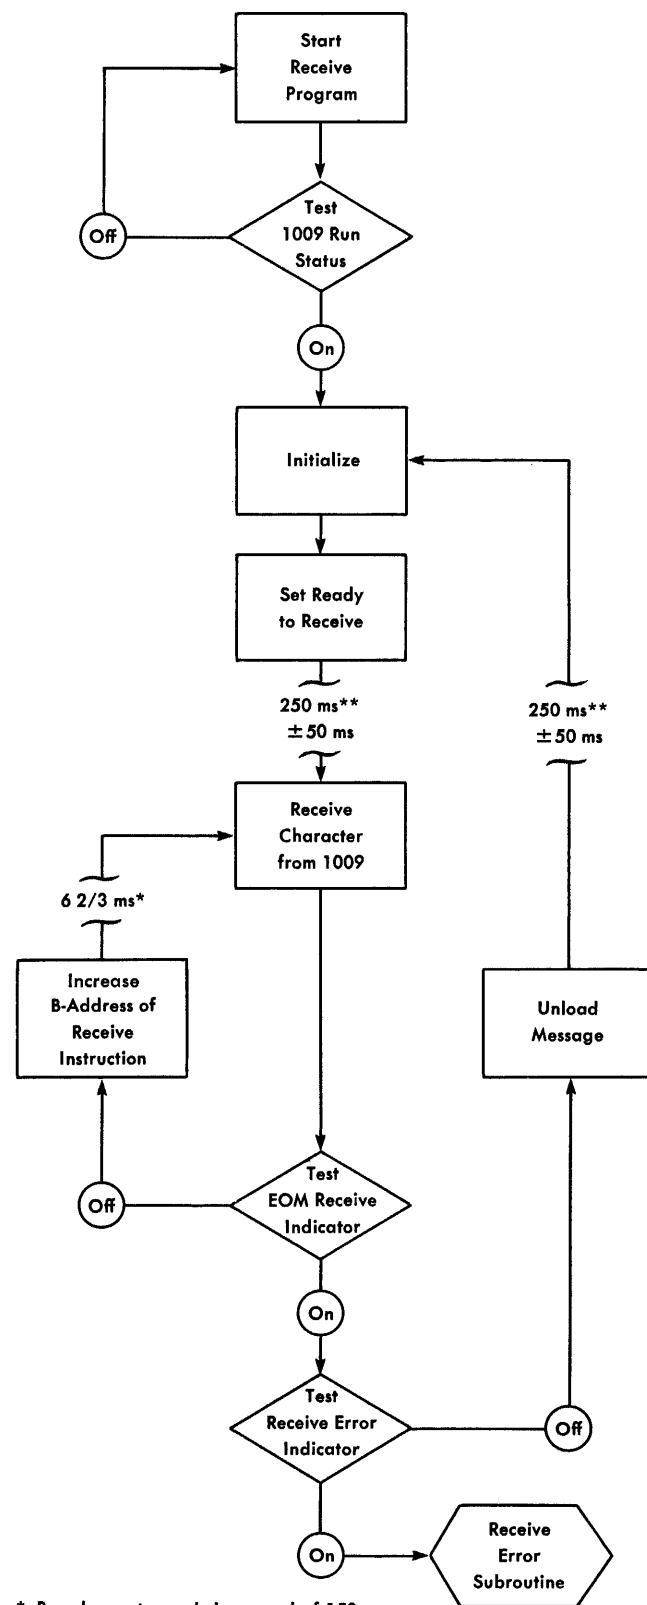 Start
Receive
Program
Off
Test
1009 Run
Status
On
Initialize
Set Ready
to Receive
250 ms**
±50 ms
250 ms**
±50 ms
Receive
Character
from 1009
6 2/3 ms*
Increase
B-Address of
Receive
Instruction
Unload
Message
Test
EOM Receive
Indicator
Off
On
Test
Receive Error
Indicator
Off
On
Receive
Error
Subroutine